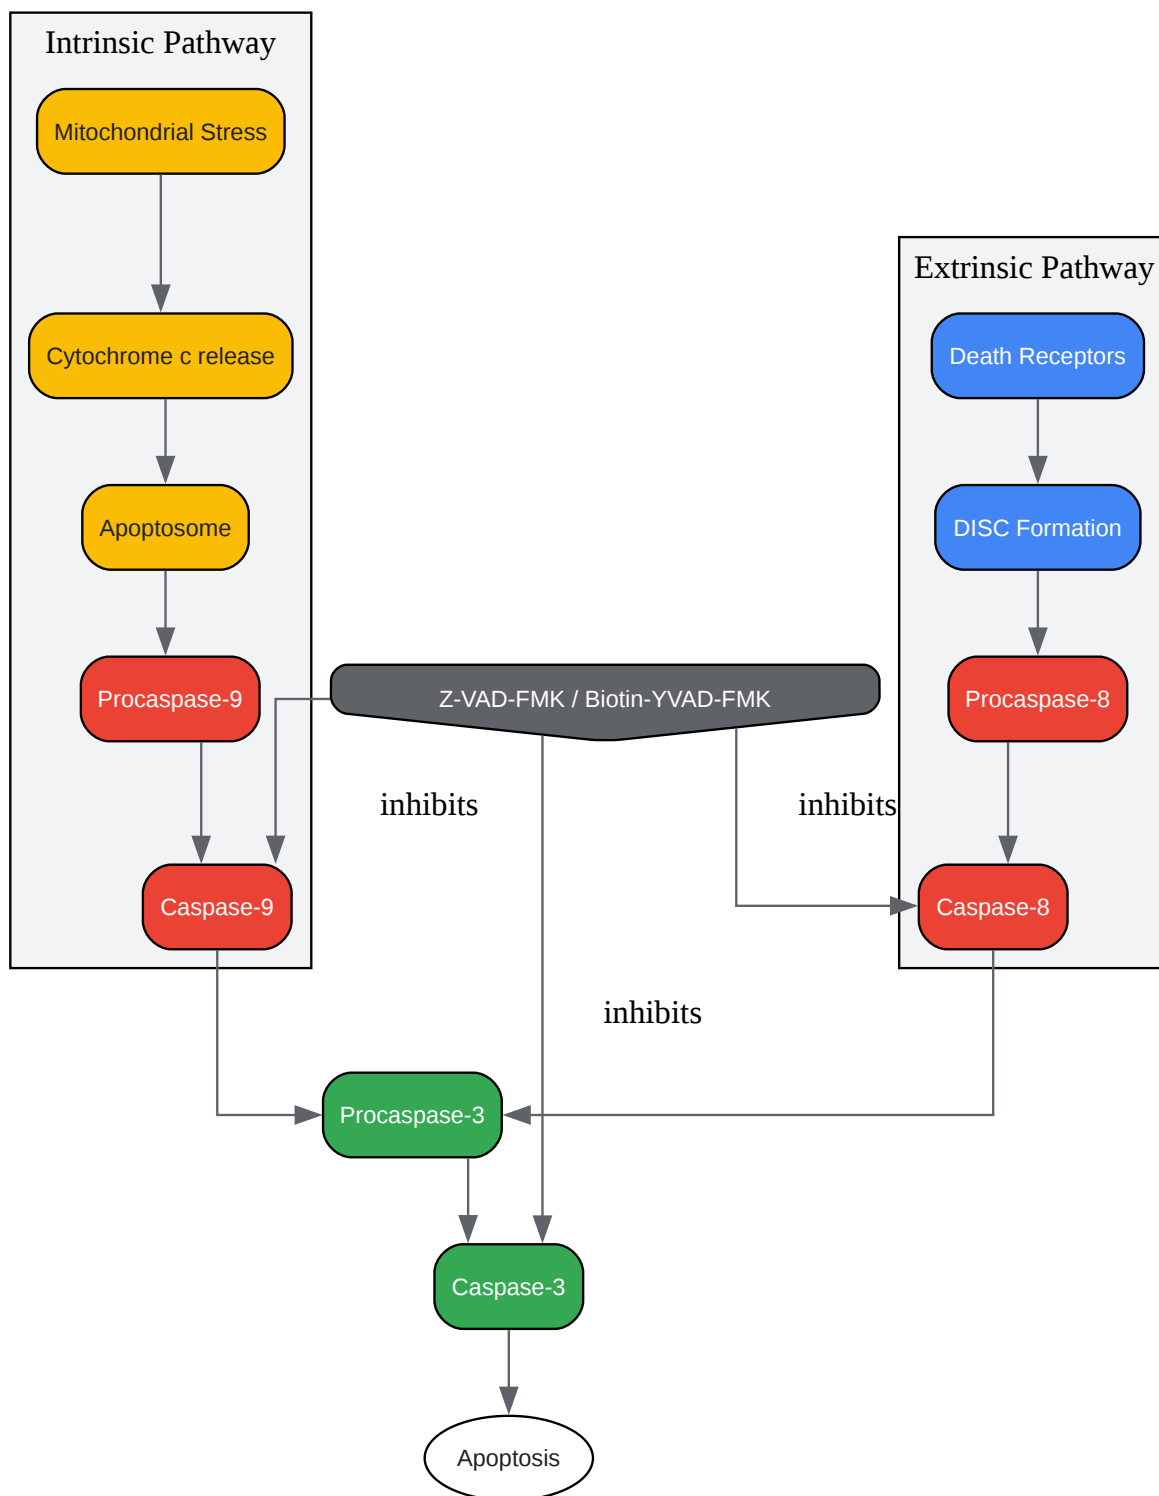 Intrinsic Pathway
Mitochondrial Stress
Extrinsic Pathway
Cytochrome c release
Death Receptors
Apoptosome
DISC Formation
Procaspase-9
Z-VAD-FMK / Biotin-YVAD-FMK
Procaspase-8
inhibits
inhibits
Caspase-9
Caspase-8
inhibits
Procaspase-3
Caspase-3
Apoptosis